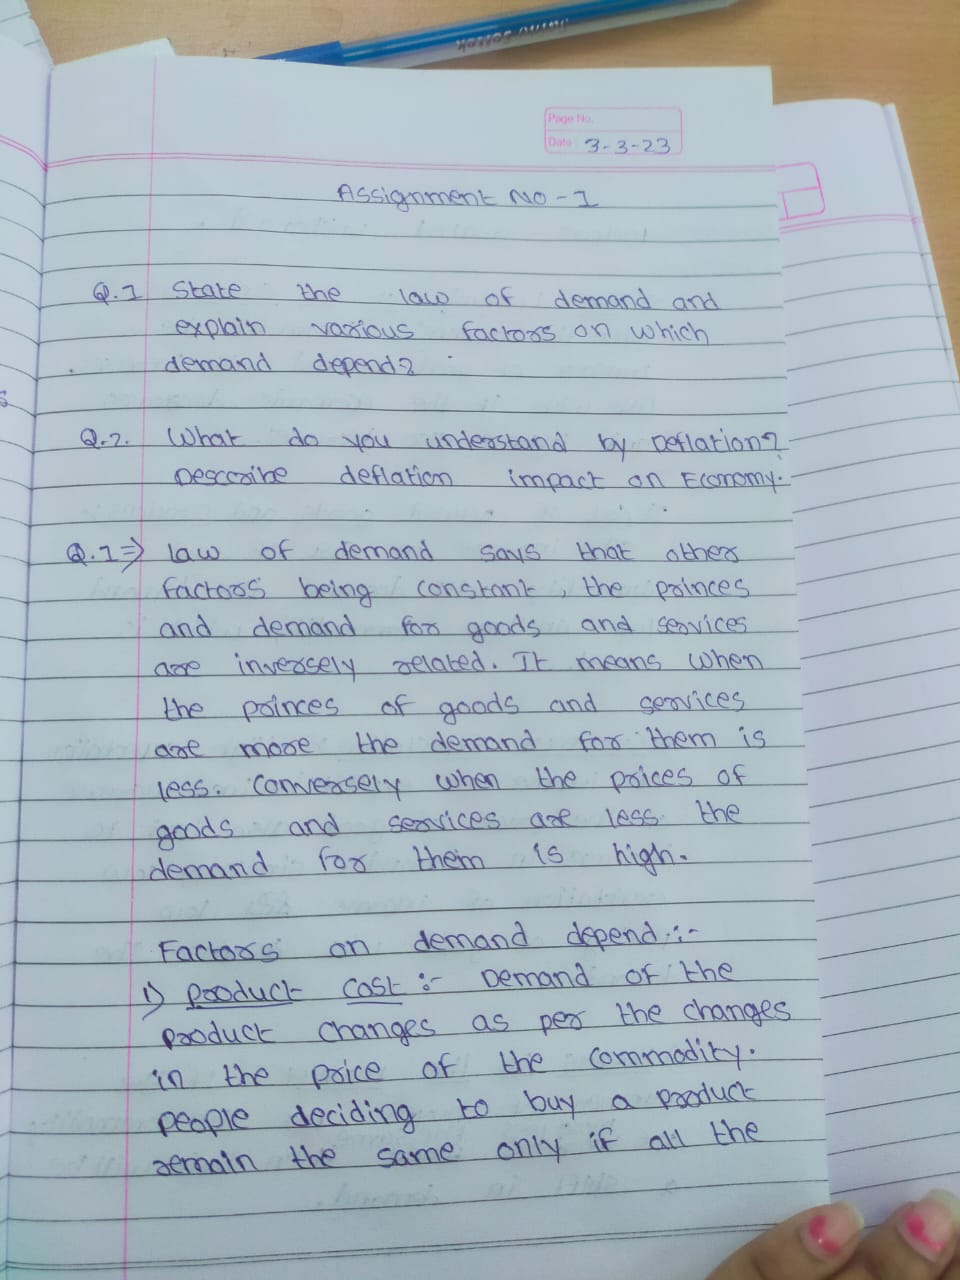 Page No.
Date 3-3-23
Assignment No - 1
Q.1 State the law of demand and
explain various factors on which
demand depend?
Q.2. What do you understand by Deflation?
Describe deflation impact on Economy.
Q.1⇒ law of demand says that other
factors being constant, the princes
and demand for goods and services
are inversely related. It means when
the princes of goods and services
are more the demand for them is
less. Conversely when the prices of
goods and services are less the
demand for them is high.
Factors on demand depend :-
1) Product Cost :- Demand of the
product changes as per the changes
in the price of the commodity.
people deciding to buy a product
remain the same only if all the